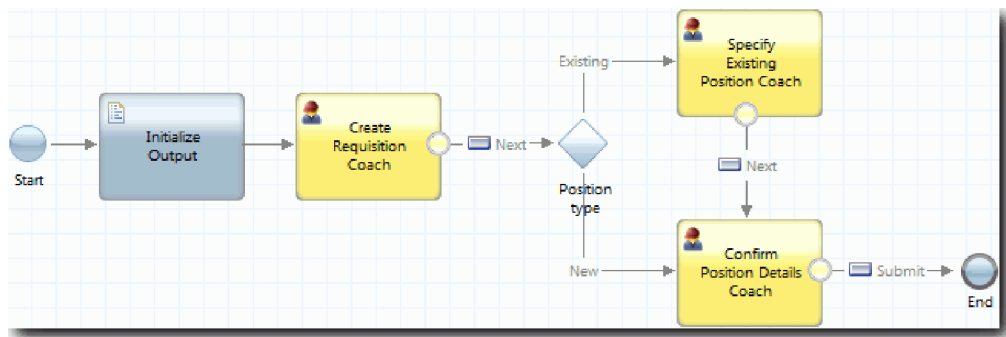 Start
Initialize
Output
Create
Requisition
Coach
Next
Position
type
Existing
Specify
Existing
Position Coach
Next
New
Confirm
Position Details
Coach
Submit
End